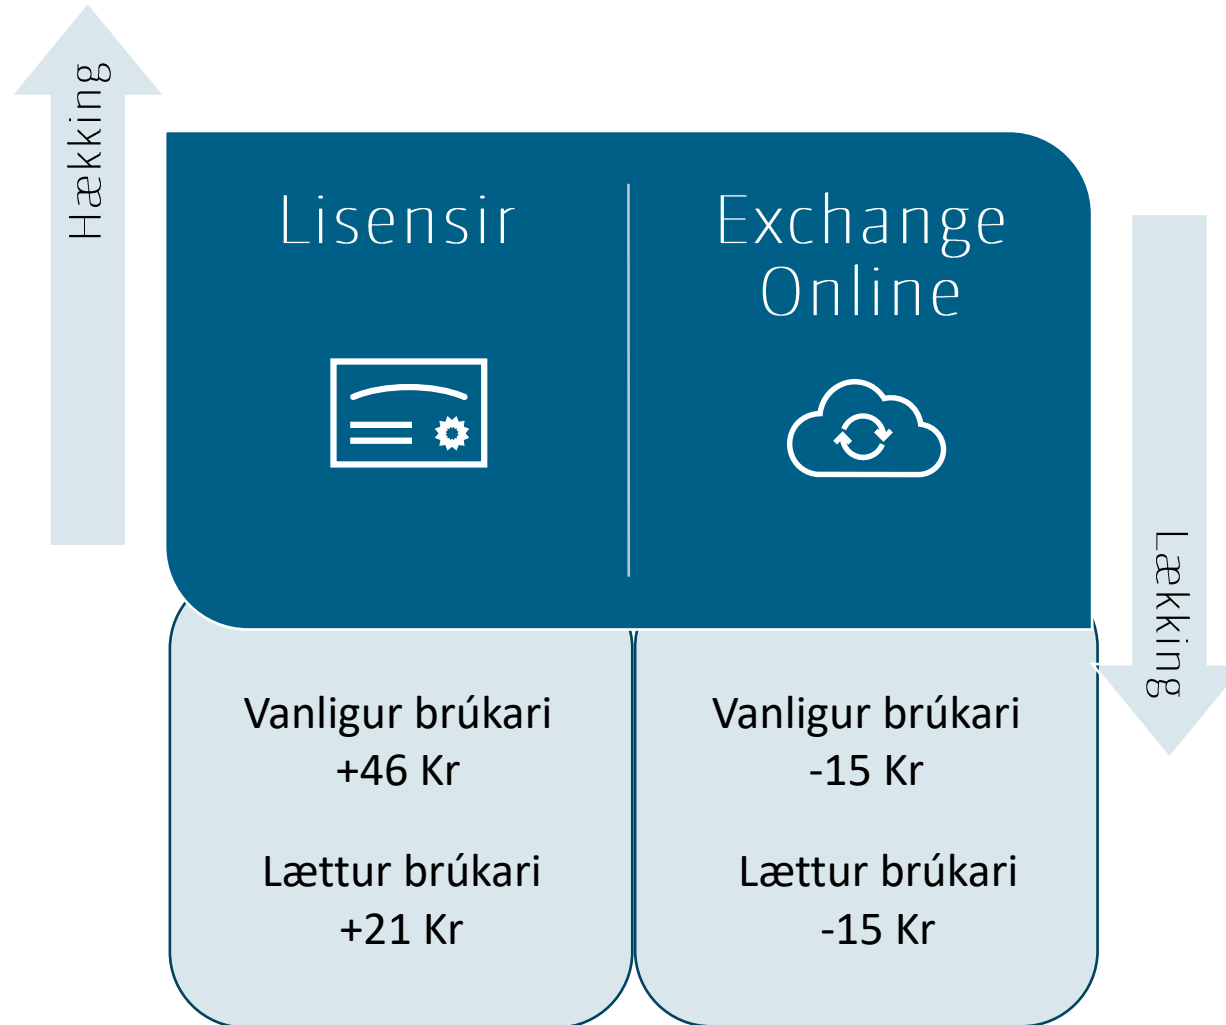 Hækking
Lisensir
Exchange
Online
Lækking
Vanligur brúkari
+46 Kr
Lættur brúkari
+21 Kr
Vanligur brúkari
-15 Kr
Lættur brúkari
-15 Kr